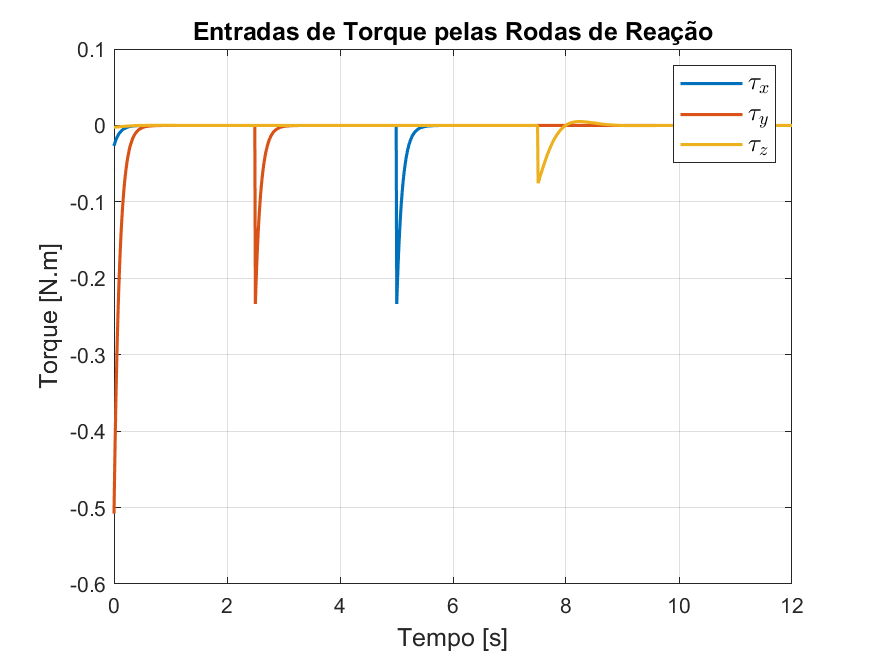 Entradas de Torque pelas Rodas de Reação
0.1
0
-0.1
-0.2
-0.3
-0.4
-0.5
-0.6
Torque [N.m]
τx
τy
τz
0 2 4 6 8 10 12
Tempo [s]